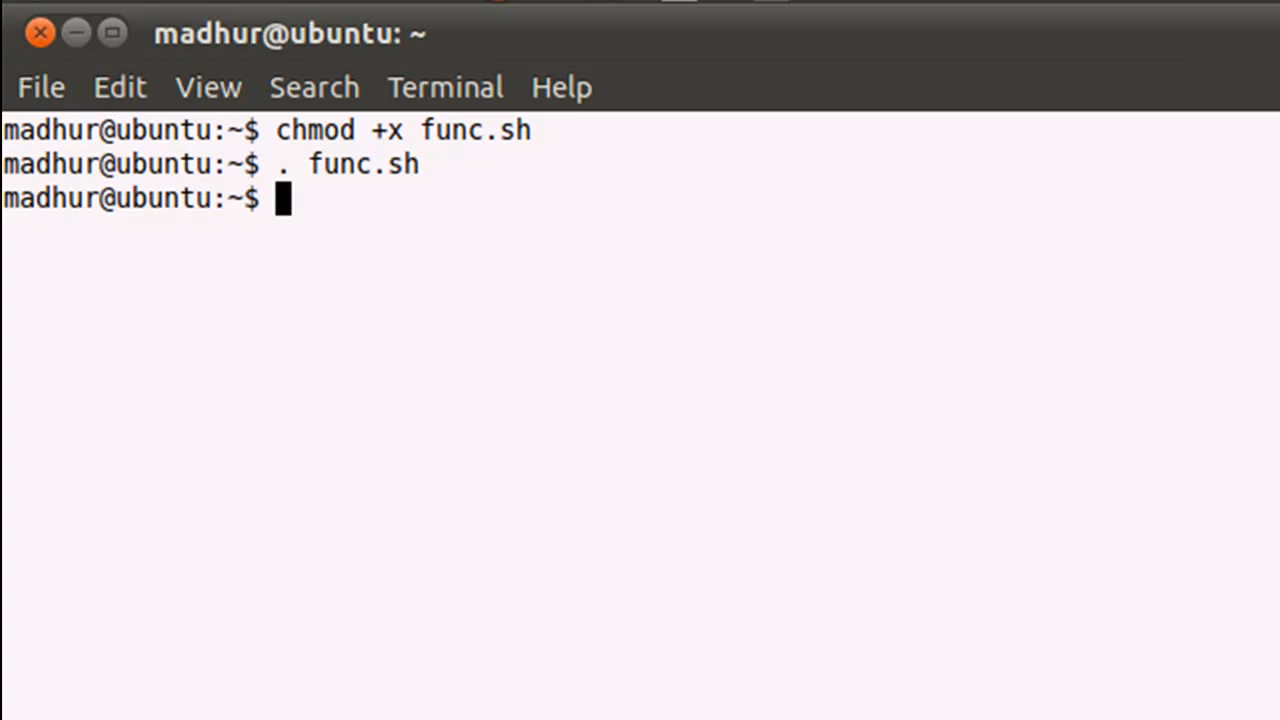 madhur@ubuntu: ~
File Edit View Search Terminal Help
madhur@ubuntu:~$ chmod +x func.sh
madhur@ubuntu:~$ . func.sh
madhur@ubuntu:~$